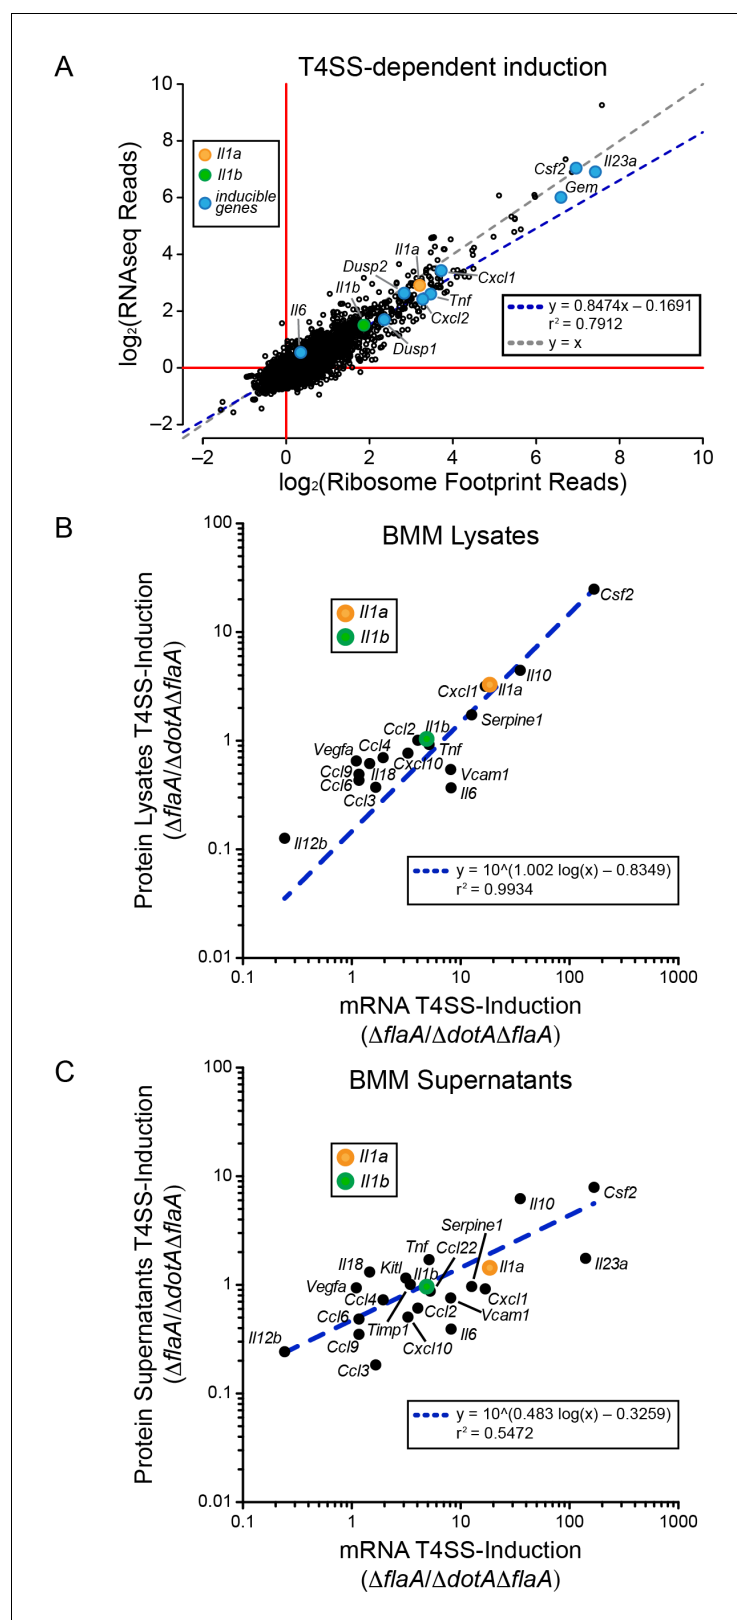 A
T4SS-dependent induction
10
8
6
4
2
0
−2
log2(RNAseq Reads)
Il1a
Il1b
inducible
genes
Csf2
Il23a
Gem
Il1a
Dusp2
Cxcl1
Il1b
Tnf
Il6
Cxcl2
Dusp1
y = 0.8474x − 0.1691
r² = 0.7912
y = x
−2 0 2 4 6 8 10
log2(Ribosome Footprint Reads)
B
BMM Lysates
100
10
1
0.1
0.01
Protein Lysates T4SS-Induction
(ΔflaA/ΔdotAΔflaA)
Il1a
Il1b
Csf2
Il10
Cxcl1
Il1a
Serpine1
Ccl2
Il1b
Vegfa
Ccl4
Tnf
Cxcl10
Ccl9
Il18
Vcam1
Ccl6
Il6
Ccl3
Il12b
y = 10^(1.002 log(x) − 0.8349)
r² = 0.9934
0.1 1 10 100 1000
mRNA T4SS-Induction
(ΔflaA/ΔdotAΔflaA)
C
BMM Supernatants
100
10
1
0.1
0.01
Protein Supernatants T4SS-Induction
(ΔflaA/ΔdotAΔflaA)
Il1a
Il1b
Csf2
Il10
Serpine1
Tnf
Ccl22
Il18
Kitl
Il1b
Il1a
Il23a
Vegfa
Ccl4
Cxcl1
Ccl6
Timp1
Ccl2
Vcam1
Il12b
Ccl9
Cxcl10
Il6
Ccl3
y = 10^(0.483 log(x) − 0.3259)
r² = 0.5472
0.1 1 10 100 1000
mRNA T4SS-Induction
(ΔflaA/ΔdotAΔflaA)